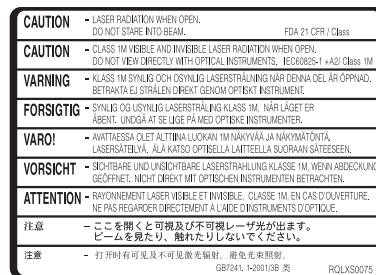 CAUTION - LASER RADIATION WHEN OPEN.
DO NOT STARE INTO BEAM. FDA 21 CFR / Class
CAUTION - CLASS 1M VISIBLE AND INVISIBLE LASER RADIATION WHEN OPEN.
DO NOT VIEW DIRECTLY WITH OPTICAL INSTRUMENTS. IEC60825-1 +A2/ Class 1M
VARNING - KLASS 1M SYNLIG OCH OSYNLIG LASERSTRÅLNING NÄR DENNA DEL ÄR ÖPPNAD.
BETRAKTA EJ STRÅLEN DIREKT GENOM OPTISKT INSTRUMENT.
FORSIGTIG - SYNLIG OG USYNLIG LASERSTRÅLING KLASS 1M, NÅR LÅGET ER
ÅBENT. UNDGÅ AT SE LIGE PÅ MED OPTISKE INSTRUMENTER.
VARO! - AVATTAESSA OLET ALTTIINA LUOKAN 1M NÄKYVÄÄ JA NÄKYMÄTÖNTÄ
LASERSÄTEILYÄ. ÄLÄ KATSO OPTISELLA LAITTEELLA SUORAAN SÄTEESEEN.
VORSICHT - SICHTBARE UND UNSICHTBARE LASERSTRAHLUNG KLASSE 1M, WENN ABDECKUNG
GEÖFFNET. NICHT DIREKT MIT OPTISCHEN INSTRUMENTEN BETRACHTEN.
ATTENTION - RAYONNEMENT LASER VISIBLE ET INVISIBLE, CLASSE 1M, EN CAS D'OUVERTURE.
NE PAS REGARDER DIRECTEMENT À L'AIDE D'INSTRUMENTS D'OPTIQUE.
注意 - ここを開くと可視及び不可視レーザ光が出ます。
ビームを見たり、触れたりしないでください。
注意 - 打开时有可见及不可见激光辐射。避免光束照射。
GB7241. 1-2001/3B 类 RQLXS0075